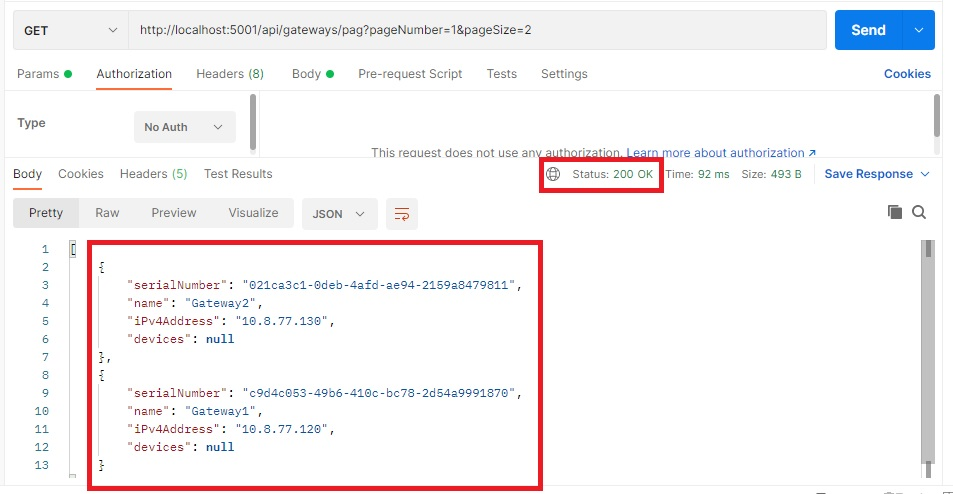 GET http://localhost:5001/api/gateways/pag?pageNumber=1&pageSize=2 Send
Params Authorization Headers (8) Body Pre-request Script Tests Settings Cookies
Type No Auth
This request does not use any authorization. Learn more about authorization ↗
Body Cookies Headers (5) Test Results Status: 200 OK Time: 92 ms Size: 493 B Save Response
Pretty Raw Preview Visualize JSON
1 [
2 {
3 "serialNumber": "021ca3c1-0deb-4afd-ae94-2159a8479811",
4 "name": "Gateway2",
5 "iPv4Address": "10.8.77.130",
6 "devices": null
7 },
8 {
9 "serialNumber": "c9d4c053-49b6-410c-bc78-2d54a9991870",
10 "name": "Gateway1",
11 "iPv4Address": "10.8.77.120",
12 "devices": null
13 }